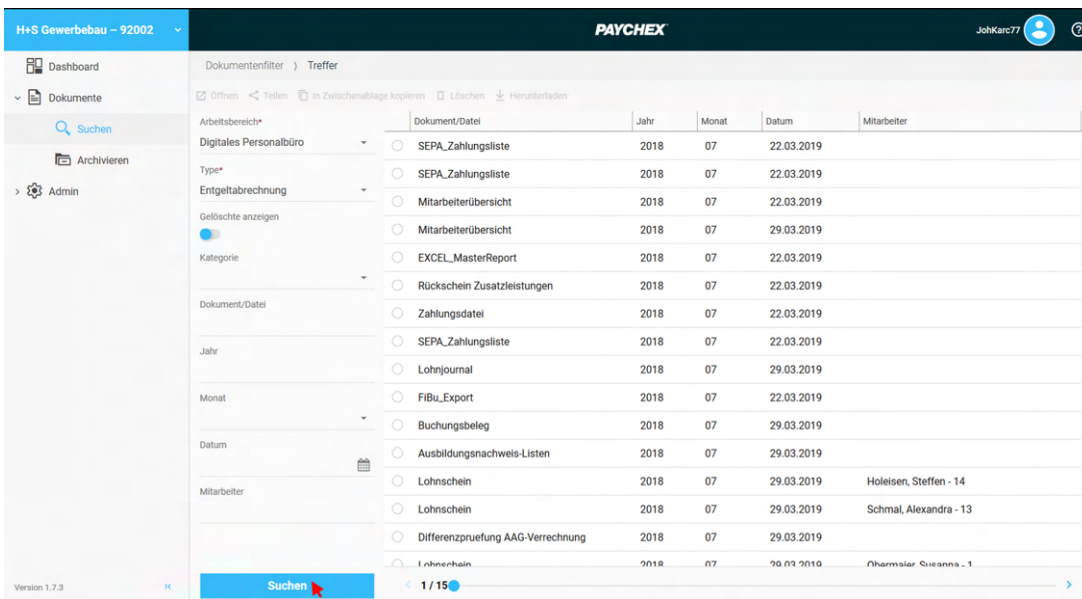 H+S Gewerbebau – 92002
PAYCHEX
JohKarc77
Dashboard
Dokumente
Suchen
Archivieren
Admin
Version 1.7.3
Dokumentenfilter
Treffer
Öffnen Teilen In Zwischenablage kopieren Löschen Herunterladen
Arbeitsbereich*
Digitales Personalbüro
Type*
Entgeltabrechnung
Gelöschte anzeigen
Kategorie
Dokument/Datei
Jahr
Monat
Datum
Mitarbeiter
Suchen
Dokument/Datei Jahr Monat Datum Mitarbeiter
SEPA_Zahlungsliste 2018 07 22.03.2019
SEPA_Zahlungsliste 2018 07 22.03.2019
Mitarbeiterübersicht 2018 07 22.03.2019
Mitarbeiterübersicht 2018 07 29.03.2019
EXCEL_MasterReport 2018 07 22.03.2019
Rückschein Zusatzleistungen 2018 07 22.03.2019
Zahlungsdatei 2018 07 22.03.2019
SEPA_Zahlungsliste 2018 07 22.03.2019
Lohnjournal 2018 07 29.03.2019
FiBu_Export 2018 07 22.03.2019
Buchungsbeleg 2018 07 29.03.2019
Ausbildungsnachweis-Listen 2018 07 29.03.2019
Lohnschein 2018 07 29.03.2019 Holeisen, Steffen - 14
Lohnschein 2018 07 29.03.2019 Schmal, Alexandra - 13
Differenzpruefung AAG-Verrechnung 2018 07 29.03.2019
Lohnschein 2018 07 29.03.2019 Obermaier, Susanna - 1
1 / 15